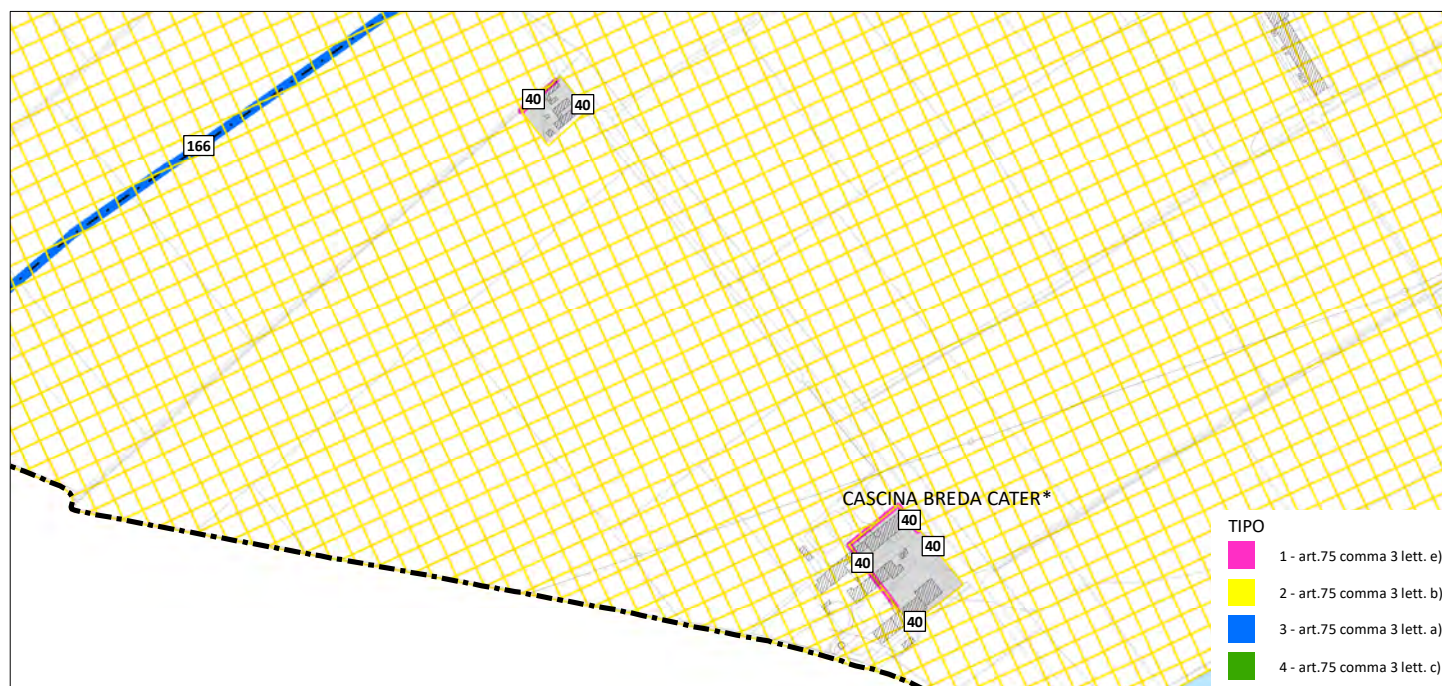 40
40
166
CASCINA BREDA CATER*
40
40
40
40
TIPO
1 - art.75 comma 3 lett. e)
2 - art.75 comma 3 lett. b)
3 - art.75 comma 3 lett. a)
4 - art.75 comma 3 lett. c)